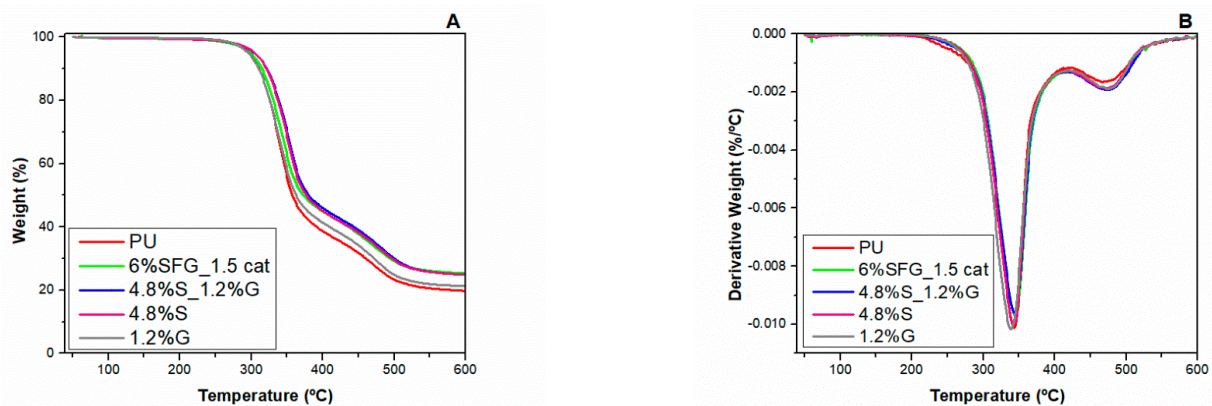 A
Weight (%)
100
80
60
40
20
0
PU
6%SFG_1.5 cat
4.8%S_1.2%G
4.8%S
1.2%G
100 200 300 400 500 600
Temperature (ºC)
B
Derivative Weight (%/ºC)
0.000
-0.002
-0.004
-0.006
-0.008
-0.010
PU
6%SFG_1.5 cat
4.8%S_1.2%G
4.8%S
1.2%G
100 200 300 400 500 600
Temperature (ºC)